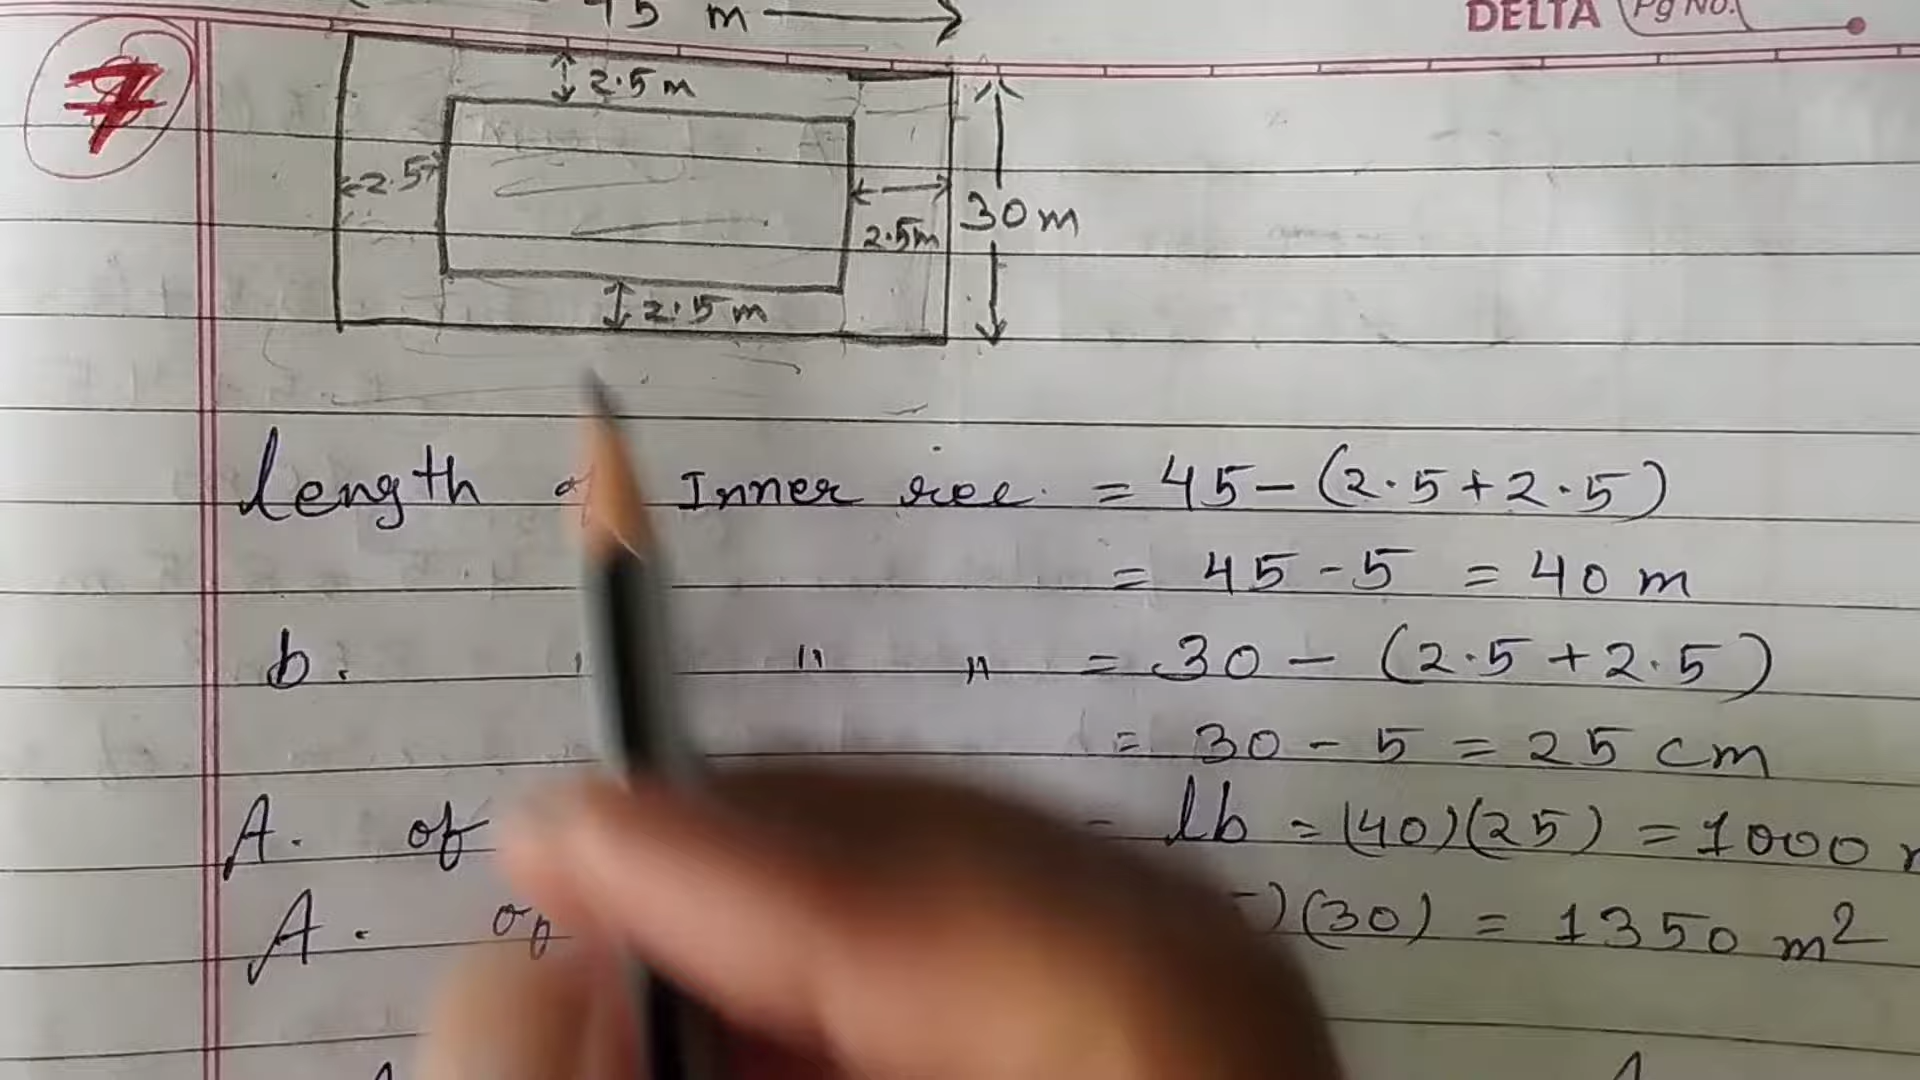 45 m
DELTA Pg No.
7
2.5 m
2.5
2.5m
30 m
2.5 m
Length of Inner rec. = 45 - (2.5 + 2.5)
= 45 - 5 = 40 m
b. " " = 30 - (2.5 + 2.5)
= 30 - 5 = 25 cm
A. of = lb = (40)(25) = 1000
A. of )(30) = 1350 m²